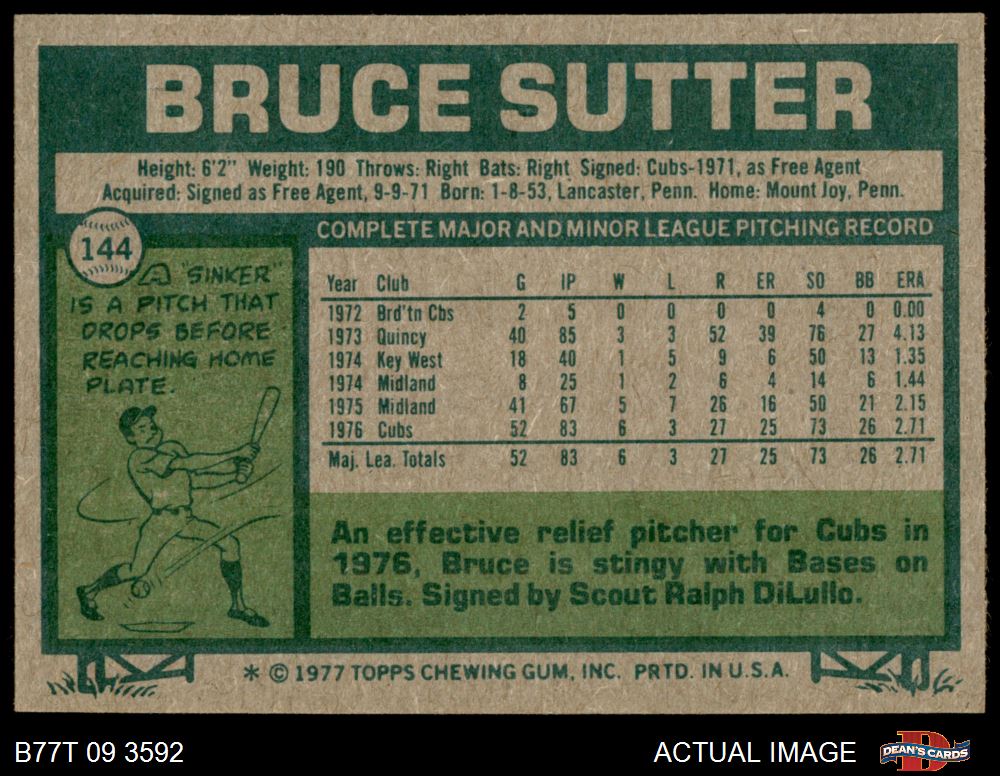 BRUCE SUTTER
Height: 6'2" Weight: 190 Throws: Right Bats: Right Signed: Cubs-1971, as Free Agent
Acquired: Signed as Free Agent, 9-9-71 Born: 1-8-53, Lancaster, Penn. Home: Mount Joy, Penn.
144
A "SINKER"
IS A PITCH THAT
DROPS BEFORE
REACHING HOME
PLATE.
COMPLETE MAJOR AND MINOR LEAGUE PITCHING RECORD
Year Club G IP W L R ER SO BB ERA
1972 Brd'tn Cbs 2 5 0 0 0 0 4 0 0.00
1973 Quincy 40 85 3 3 52 39 76 27 4.13
1974 Key West 18 40 1 5 9 6 50 13 1.35
1974 Midland 8 25 1 2 6 4 14 6 1.44
1975 Midland 41 67 5 7 26 16 50 21 2.15
1976 Cubs 52 83 6 3 27 25 73 26 2.71
Maj. Lea. Totals 52 83 6 3 27 25 73 26 2.71
An effective relief pitcher for Cubs in
1976, Bruce is stingy with Bases on
Balls. Signed by Scout Ralph DiLullo.
* © 1977 TOPPS CHEWING GUM, INC. PRTD. IN U.S.A.
B77T 09 3592
ACTUAL IMAGE
D
DEAN'S CARDS